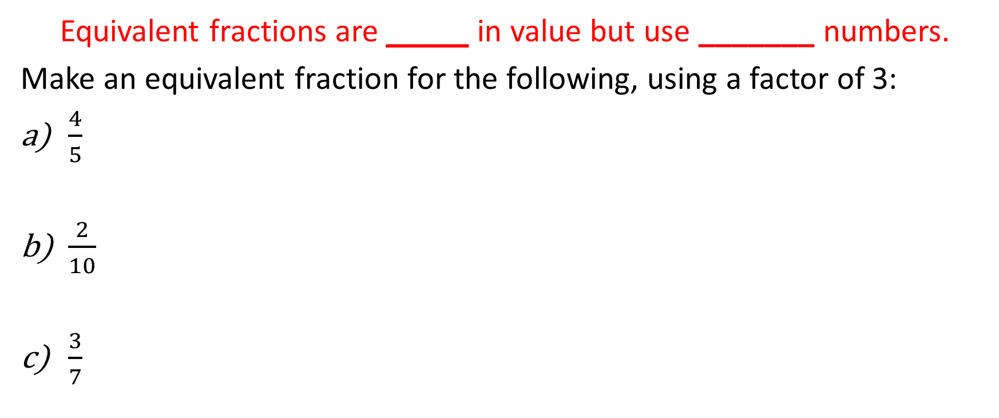 Equivalent fractions are _____ in value but use _______ numbers.
Make an equivalent fraction for the following, using a factor of 3:
a) 4/5
b) 2/10
c) 3/7